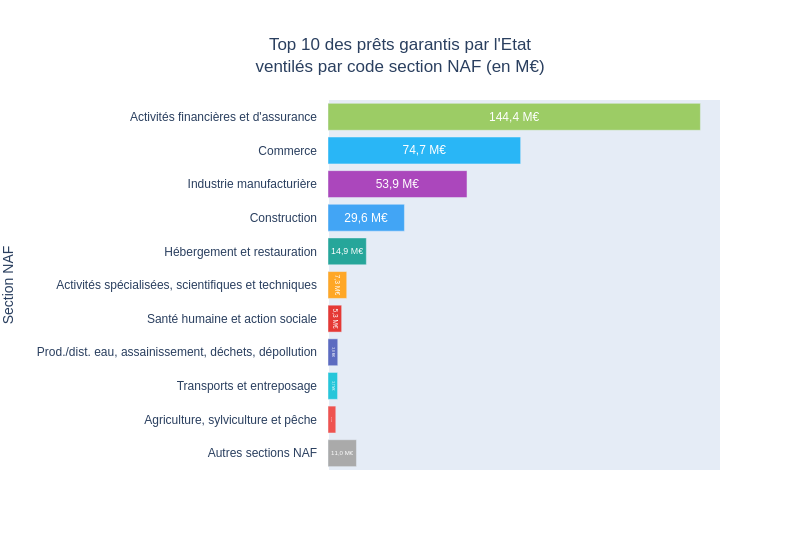 Top 10 des prêts garantis par l'Etat
ventilés par code section NAF (en M€)
Section NAF
Activités financières et d'assurance
144,4 M€
Commerce
74,7 M€
Industrie manufacturière
53,9 M€
Construction
29,6 M€
Hébergement et restauration
14,9 M€
Activités spécialisées, scientifiques et techniques
7,3 M€
Santé humaine et action sociale
5,3 M€
Prod./dist. eau, assainissement, déchets, dépollution
Transports et entreposage
Agriculture, sylviculture et pêche
Autres sections NAF
11,0 M€